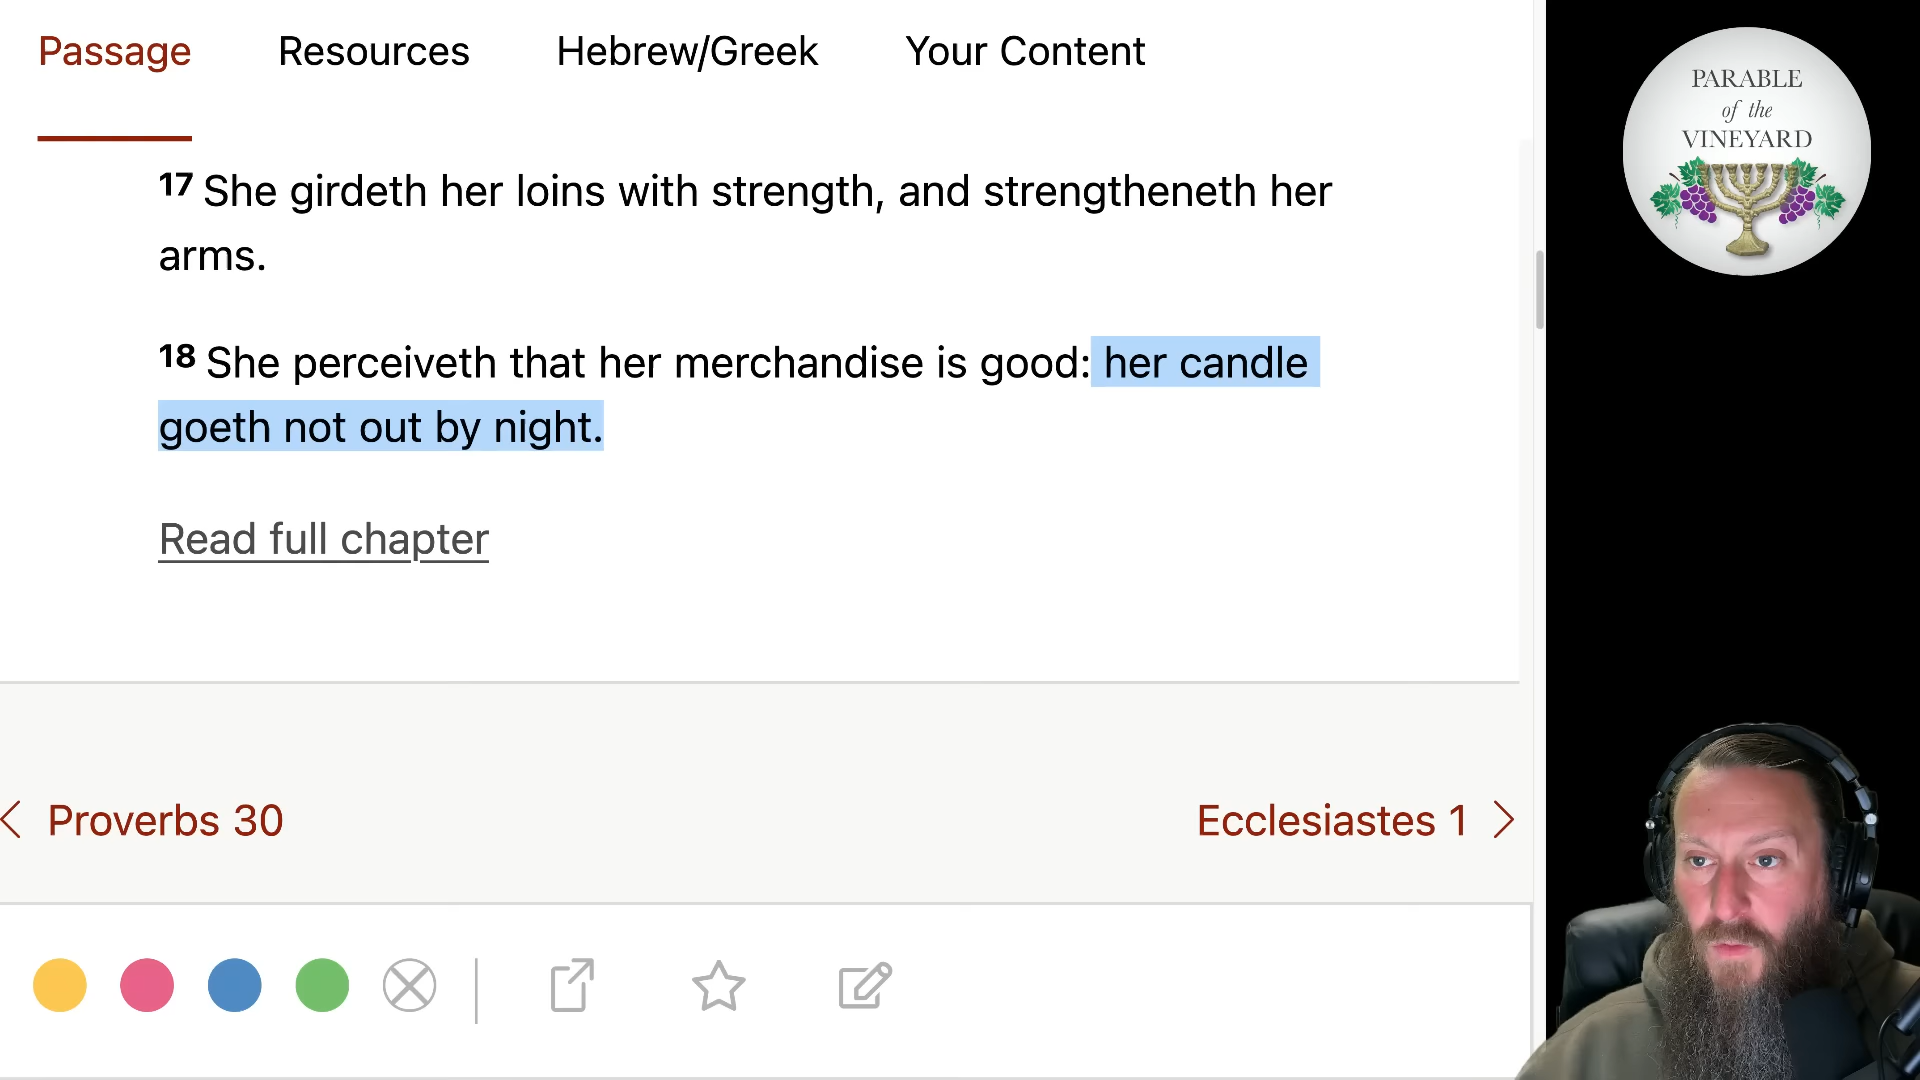 Passage Resources Hebrew/Greek Your Content
17 She girdeth her loins with strength, and strengtheneth her
arms.
18 She perceiveth that her merchandise is good: her candle
goeth not out by night.
Read full chapter
Proverbs 30 Ecclesiastes 1
PARABLE
of the
VINEYARD